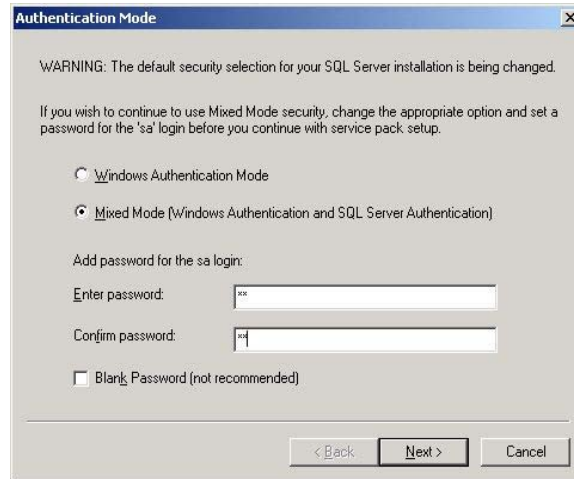 Authentication Mode
WARNING: The default security selection for your SQL Server installation is being changed.
If you wish to continue to use Mixed Mode security, change the appropriate option and set a
password for the 'sa' login before you continue with service pack setup.
Windows Authentication Mode
Mixed Mode (Windows Authentication and SQL Server Authentication)
Add password for the sa login:
Enter password: **
Confirm password: **
Blank Password (not recommended)
< Back Next > Cancel